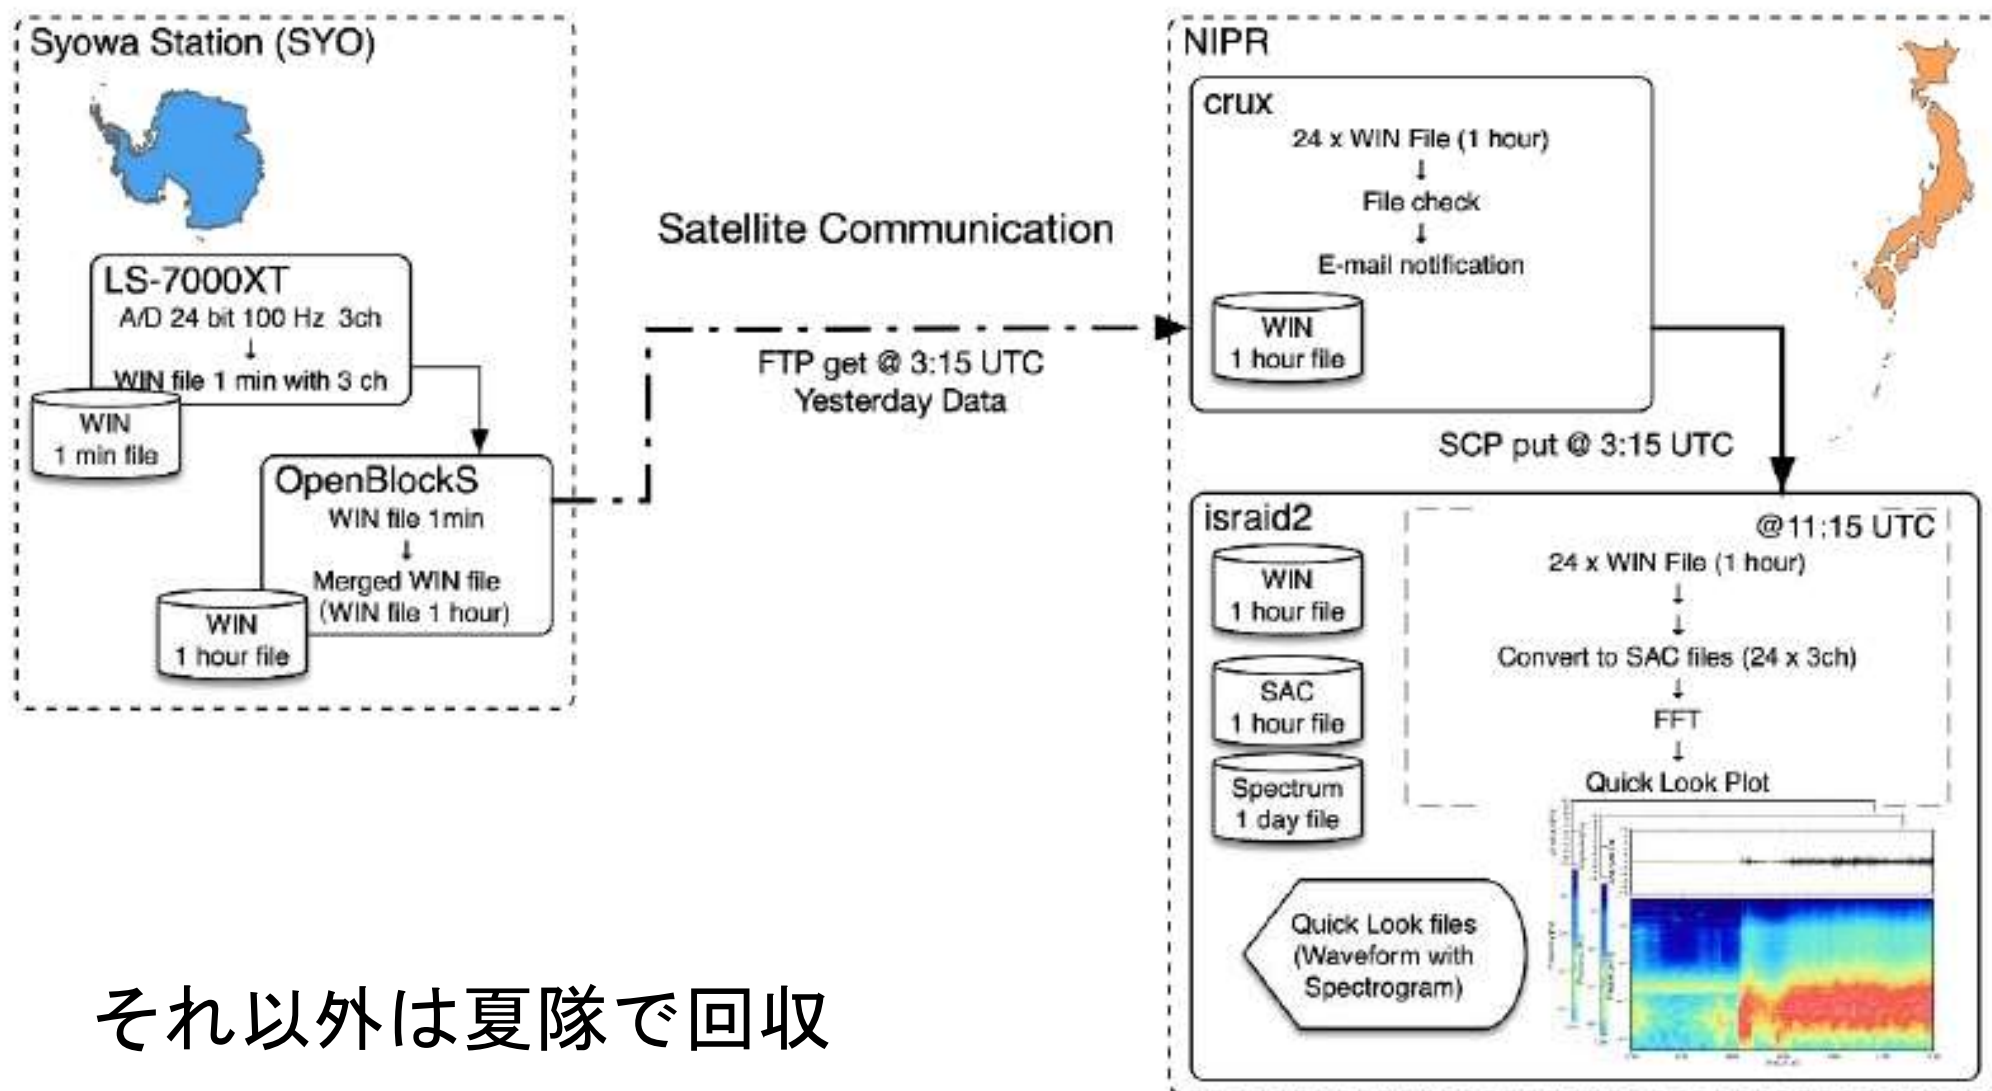 Syowa Station (SYO)
LS-7000XT
A/D 24 bit 100 Hz 3ch
↓
WIN file 1 min with 3 ch
WIN
1 min file
OpenBlockS
WIN file 1min
↓
Merged WIN file
(WIN file 1 hour)
WIN
1 hour file
Satellite Communication
FTP get @ 3:15 UTC
Yesterday Data
NIPR
crux
24 x WIN File (1 hour)
↓
File check
↓
E-mail notification
WIN
1 hour file
SCP put @ 3:15 UTC
israid2
WIN
1 hour file
SAC
1 hour file
Spectrum
1 day file
@11:15 UTC
24 x WIN File (1 hour)
↓
↓
Convert to SAC files (24 x 3ch)
↓
FFT
↓
Quick Look Plot
Quick Look files
(Waveform with
Spectrogram)
それ以外は夏隊で回収